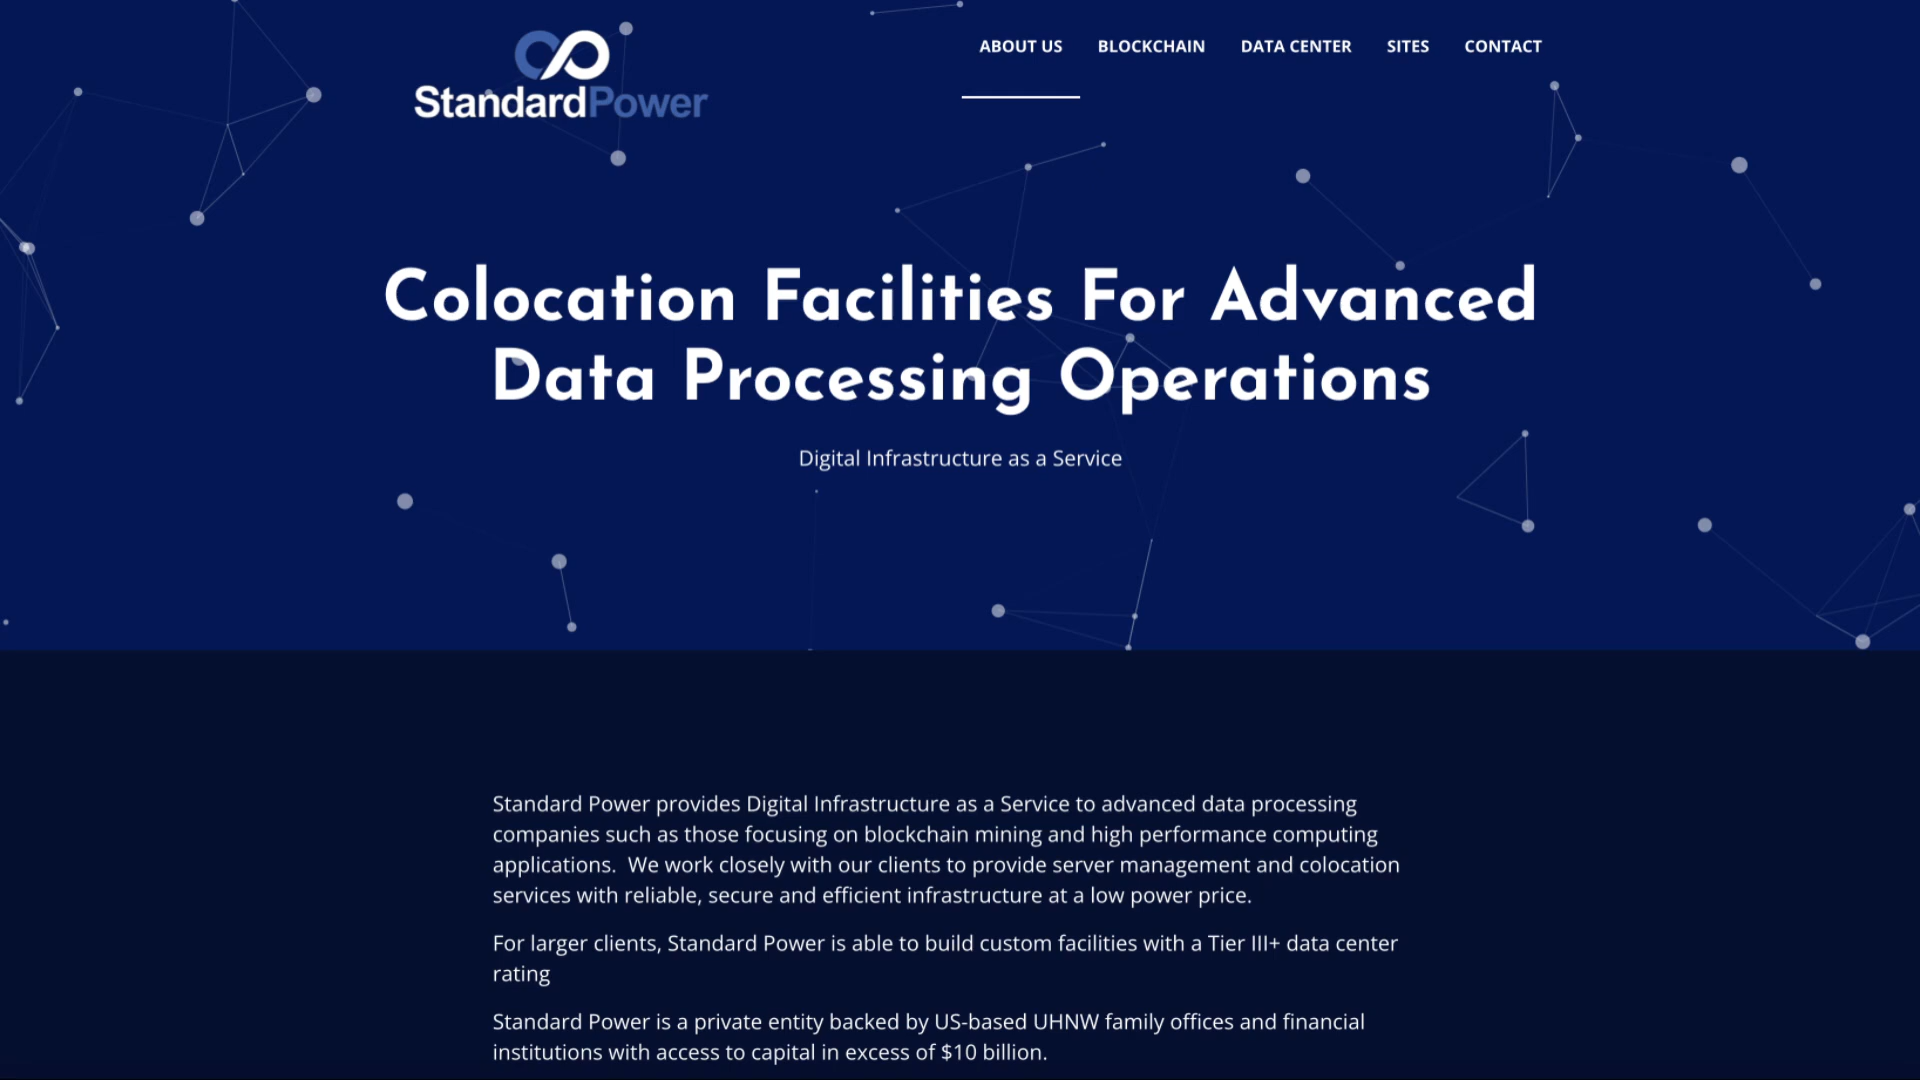 StandardPower
ABOUT US BLOCKCHAIN DATA CENTER SITES CONTACT
Colocation Facilities For Advanced
Data Processing Operations
Digital Infrastructure as a Service
Standard Power provides Digital Infrastructure as a Service to advanced data processing
companies such as those focusing on blockchain mining and high performance computing
applications.  We work closely with our clients to provide server management and colocation
services with reliable, secure and efficient infrastructure at a low power price.
For larger clients, Standard Power is able to build custom facilities with a Tier III+ data center
rating
Standard Power is a private entity backed by US-based UHNW family offices and financial
institutions with access to capital in excess of $10 billion.